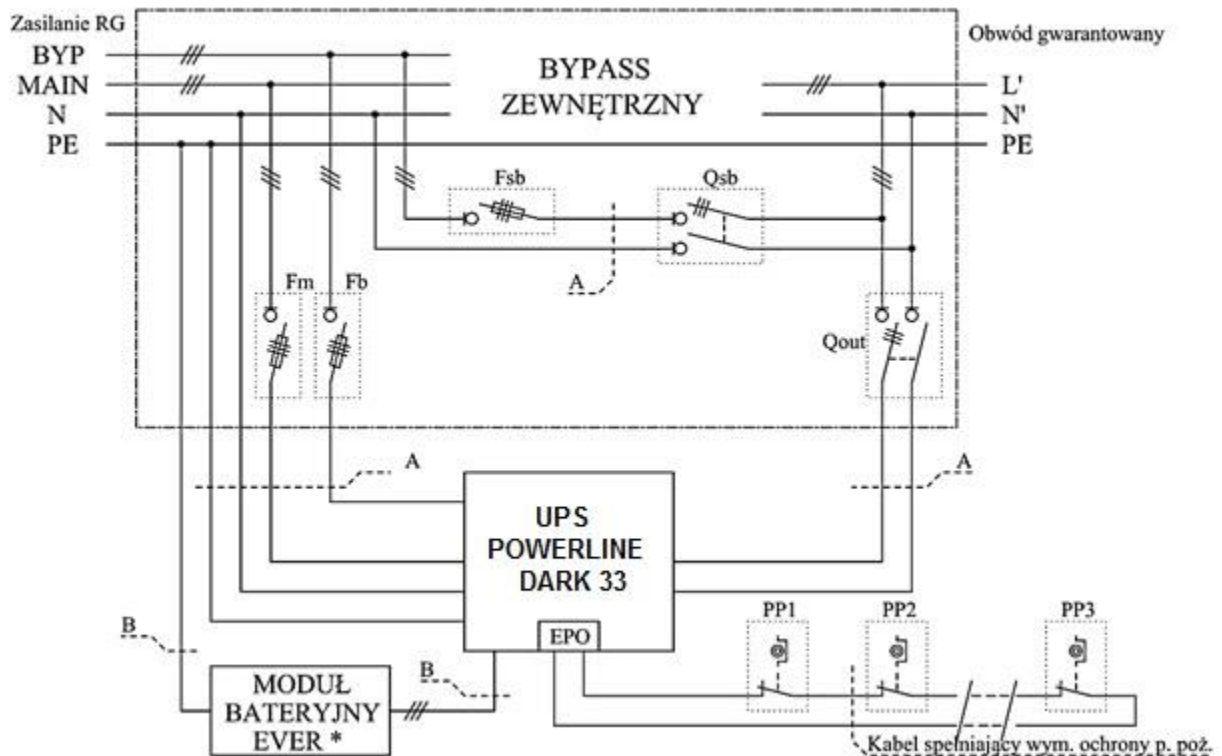 Zasilanie RG
Obwód gwarantowany
BYP
MAIN
N
PE
BYPASS
ZEWNĘTRZNY
L'
N'
PE
Fsb
Qsb
A
Fm
Fb
Qout
A
A
UPS
POWERLINE
DARK 33
EPO
PP1
PP2
PP3
B
B
MODUŁ
BATERYJNY
EVER *
Kabel spełniający wym. ochrony p. poż.